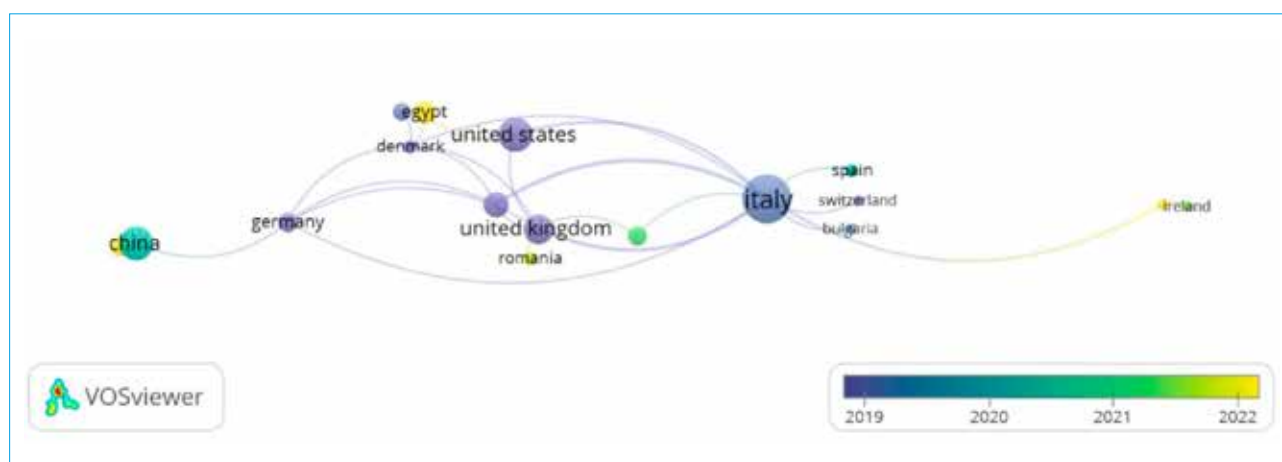 egypt
denmark
united states
germany
united kingdom
romania
china
italy
spain
switzerland
bulgaria
ireland
VOSviewer
2019 2020 2021 2022